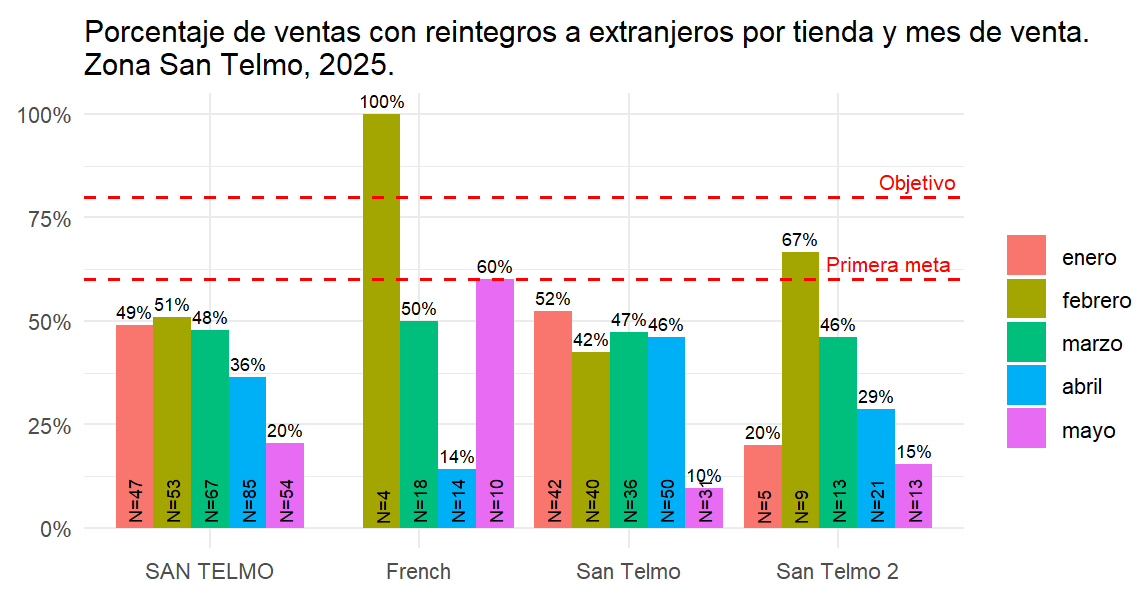 Porcentaje de ventas con reintegros a extranjeros por tienda y mes de venta.
Zona San Telmo, 2025.
100%
75%
50%
25%
0%
Objetivo
Primera meta
49%
51%
48%
36%
20%
100%
50%
14%
60%
52%
42%
47%
46%
10%
20%
67%
46%
29%
15%
N=47
N=53
N=67
N=85
N=54
N=4
N=18
N=14
N=10
N=42
N=40
N=36
N=50
N=31
N=5
N=9
N=13
N=21
N=13
SAN TELMO
French
San Telmo
San Telmo 2
enero
febrero
marzo
abril
mayo